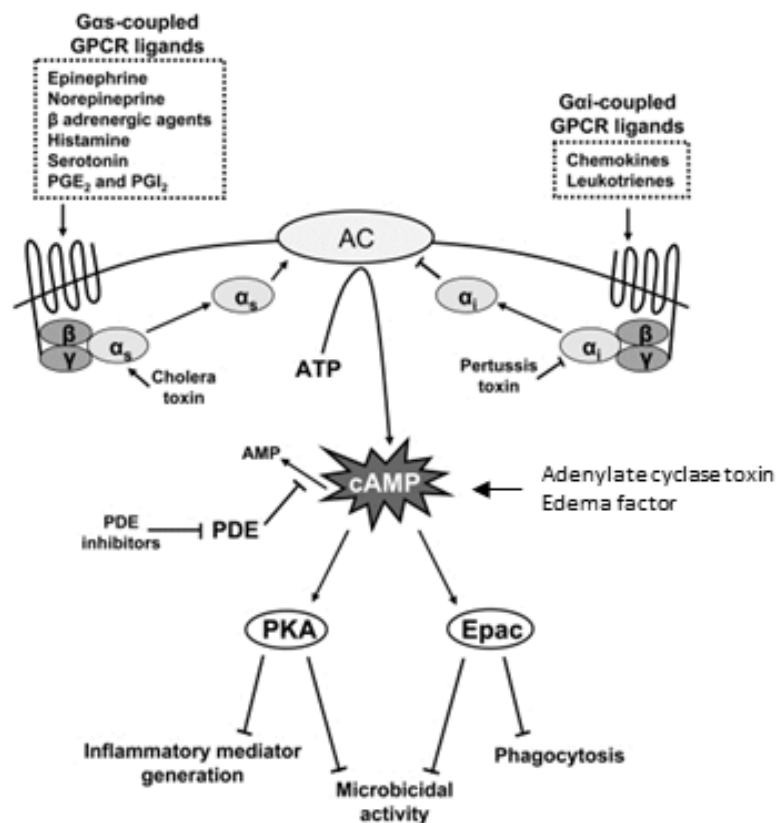 Gαs-coupled
GPCR ligands
Epinephrine
Norepineprine
β adrenergic agents
Histamine
Serotonin
PGE₂ and PGI₂
Gαi-coupled
GPCR ligands
Chemokines
Leukotrienes
AC
αs
αi
β
γ
αs
αi
β
γ
Cholera
toxin
ATP
Pertussis
toxin
AMP
cAMP
Adenylate cyclase toxin
Edema factor
PDE
inhibitors
PDE
PKA
Epac
Inflammatory mediator
generation
Phagocytosis
Microbicidal
activity